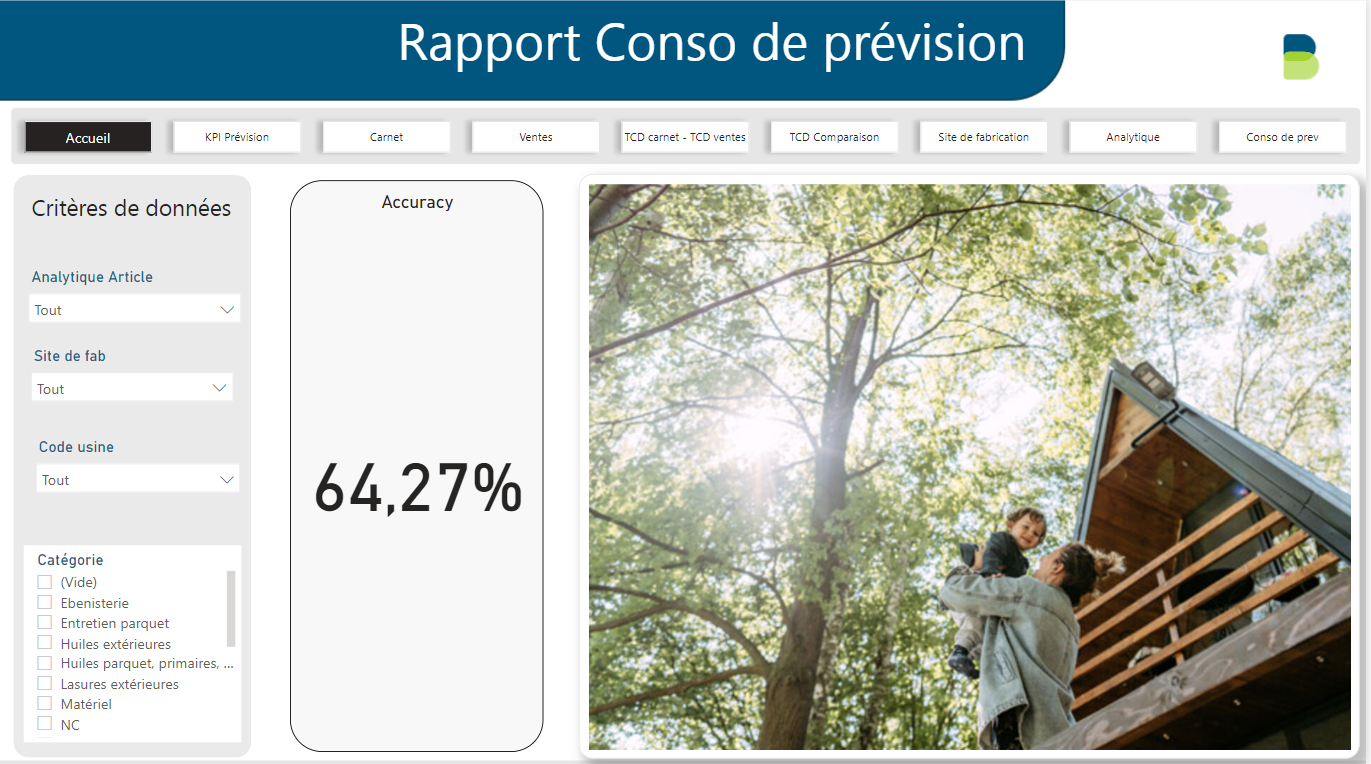 Rapport Conso de prévision
Accueil
KPI Prévision
Carnet
Ventes
TCD carnet - TCD ventes
TCD Comparaison
Site de fabrication
Analytique
Conso de prev
Critères de données
Analytique Article
Tout
Site de fab
Tout
Code usine
Tout
Catégorie
(Vide)
Ebenisterie
Entretien parquet
Huiles extérieures
Huiles parquet, primaires, ...
Lasures extérieures
Matériel
NC
Accuracy
64,27%